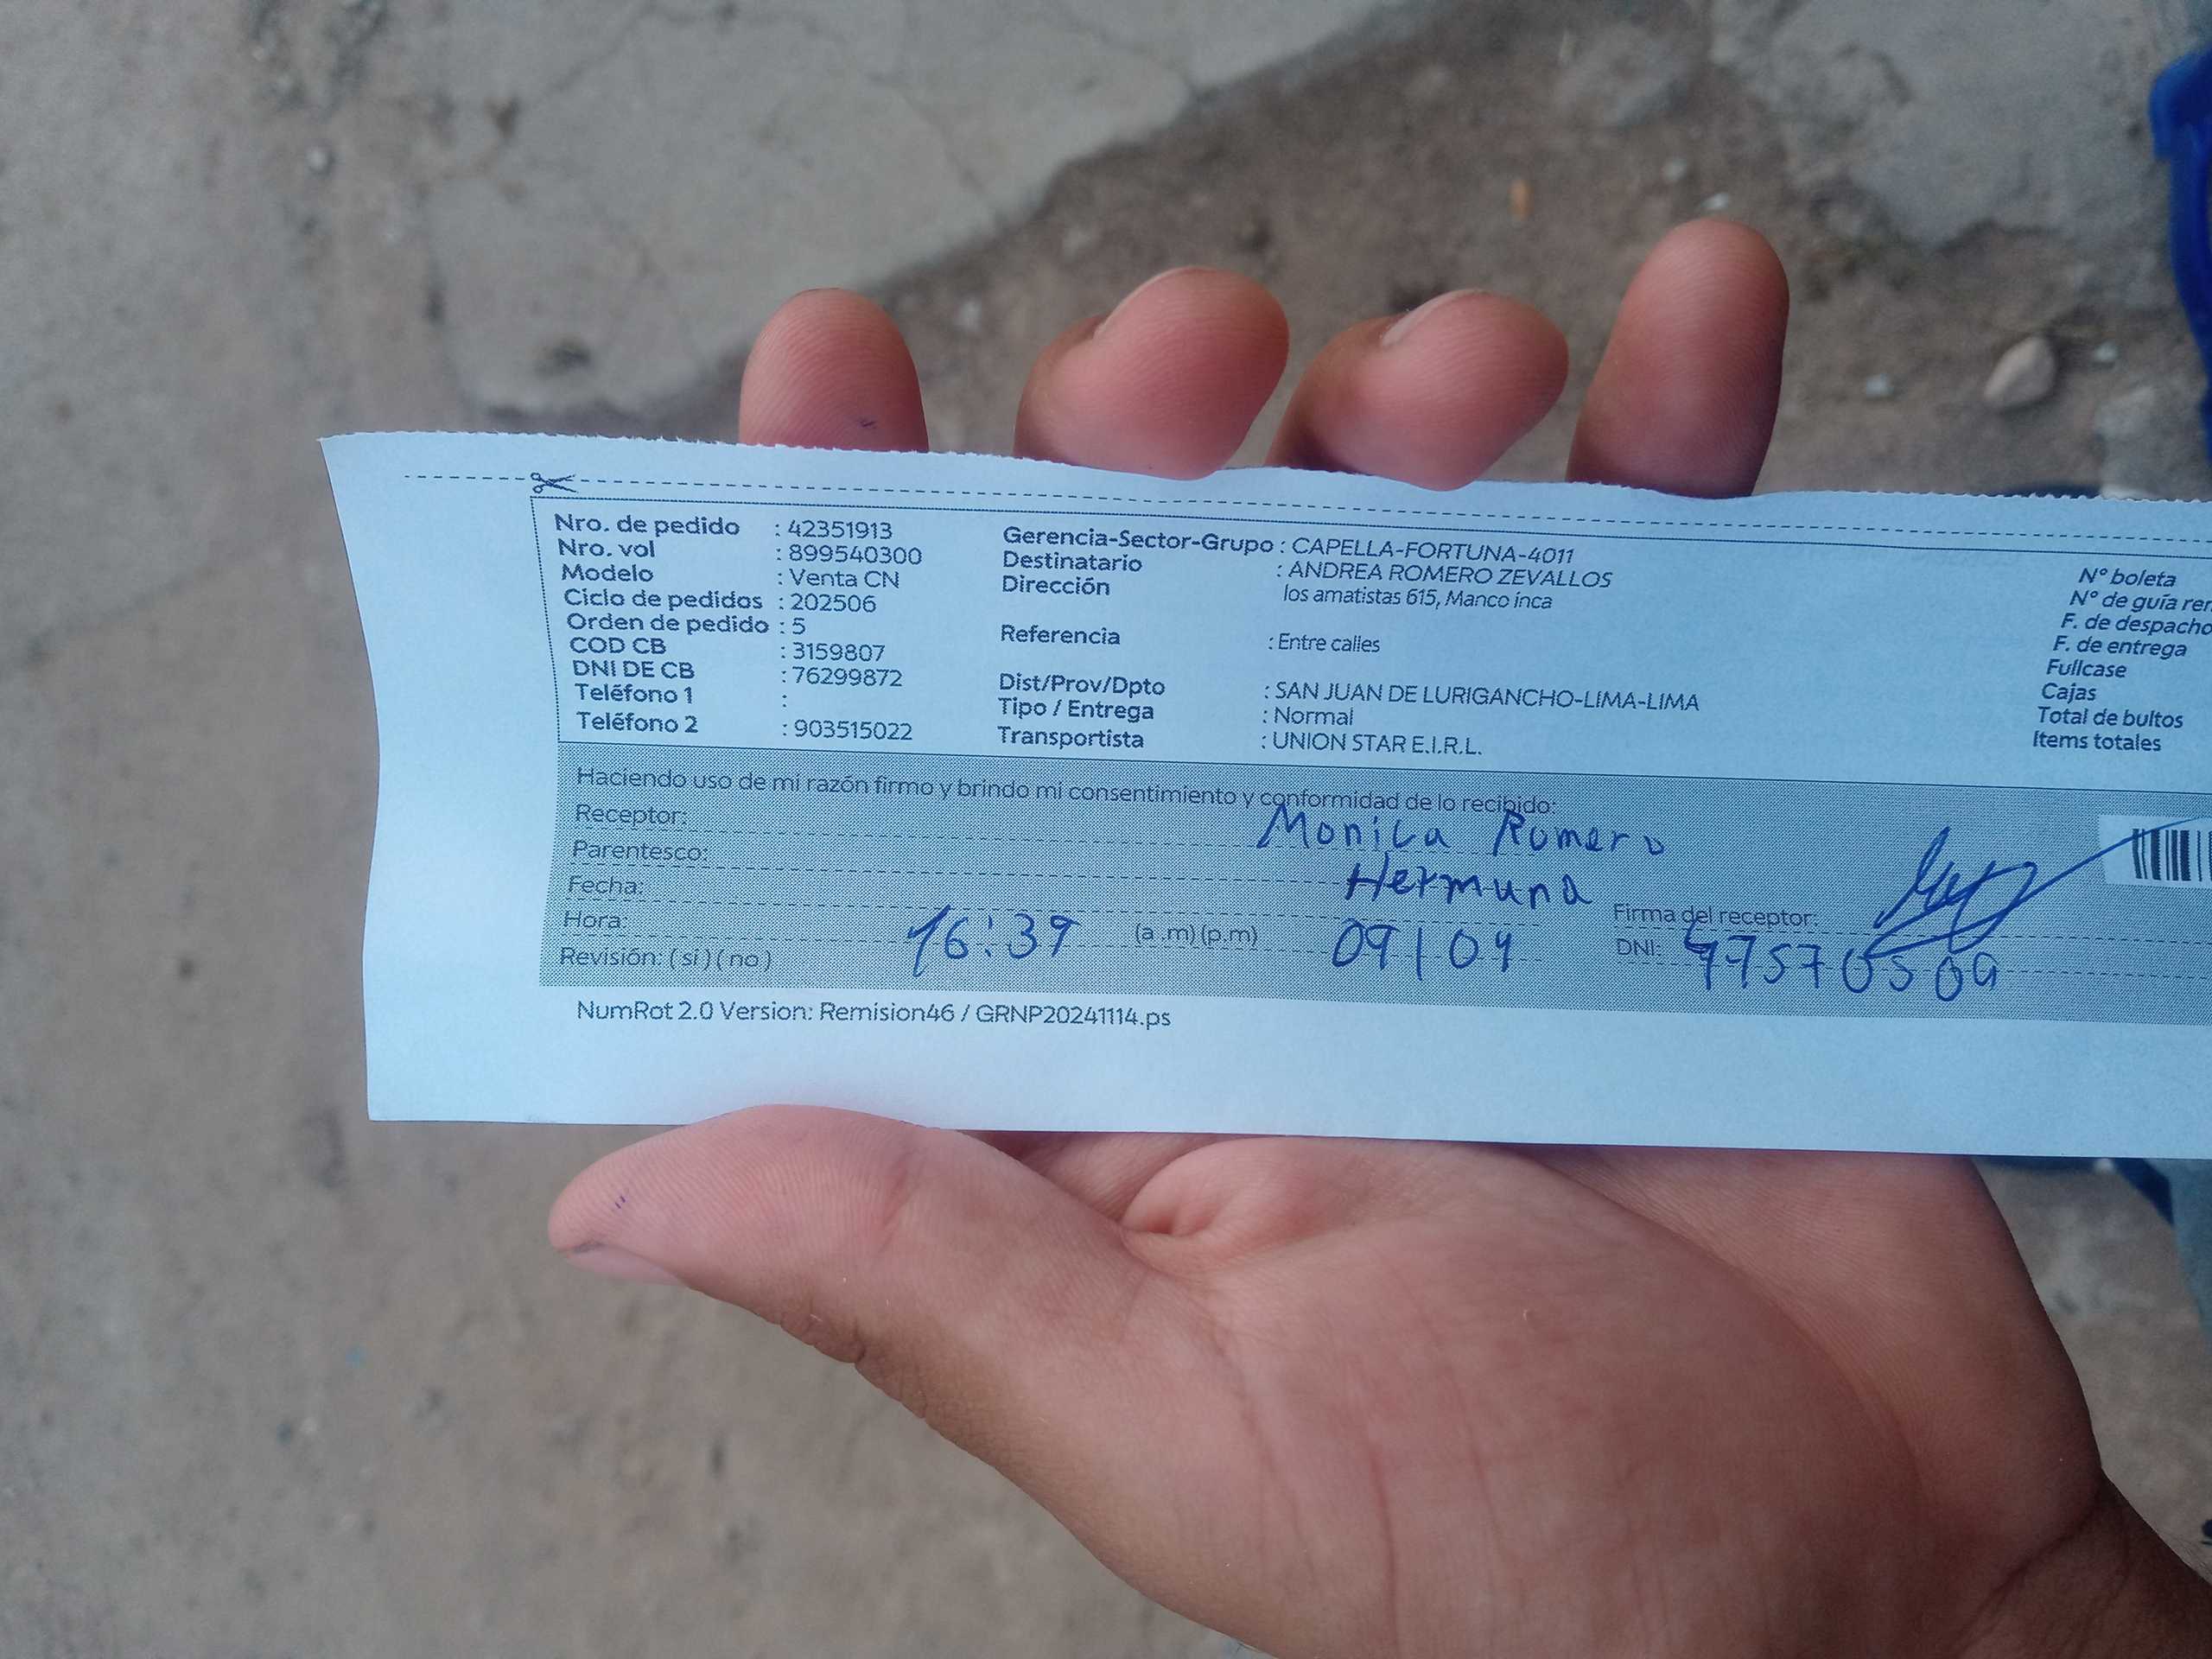 Nro. de pedido : 42351913
Nro. vol : 899540300
Modelo : Venta CN
Ciclo de pedidos : 202506
Orden de pedido : 5
COD CB : 3159807
DNI DE CB : 76299872
Teléfono 1 :
Teléfono 2 : 903515022
Gerencia-Sector-Grupo : CAPELLA-FORTUNA-4011
Destinatario : ANDREA ROMERO ZEVALLOS
Dirección los amatistas 615, Manco inca
Referencia : Entre calles
Dist/Prov/Dpto : SAN JUAN DE LURIGANCHO-LIMA-LIMA
Tipo / Entrega : Normal
Transportista : UNION STAR E.I.R.L.
N° boleta
N° de guía
F. de despacho
F. de entrega
Fullcase
Cajas
Total de bultos
Items totales
Haciendo uso de mi razón firmo y brindo mi consentimiento y conformidad de lo recibido:
Receptor: Monica Romero
Parentesco: Hermana
Fecha:
Hora: 16:39 (a .m) (p.m) 09/04
Firma del receptor:
DNI:
Revisión: ( si ) ( no )
NumRot 2.0 Version: Remision46 / GRNP20241114.ps